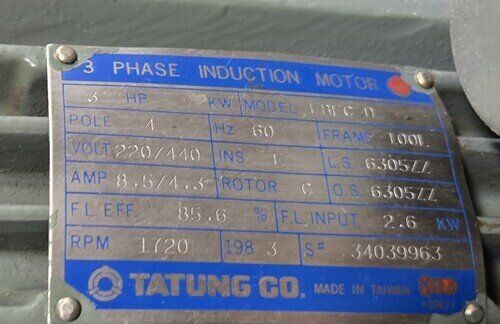 3 PHASE INDUCTION MOTOR
3 HP KW MODEL
POLE 4 Hz 60 FRAME 100L
VOLT 220/440 INS E L.S. 6305ZZ
AMP 8.5/4.3 ROTOR C O.S. 6305ZZ
F.L. EFF. 85.6 % F.L. INPUT 2.6 KW
RPM 1720 198 3 S# 34039963
TATUNG CO. MADE IN TAIWAN